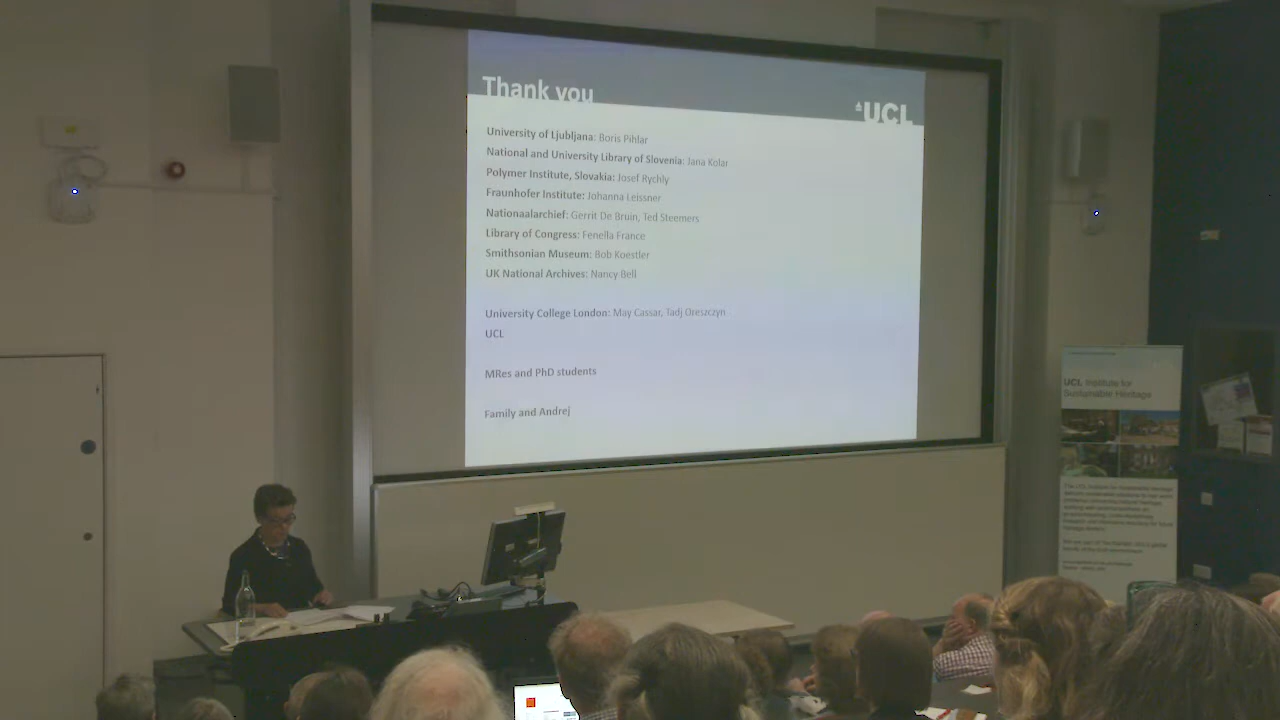 Thank you
UCL
University of Ljubljana: Boris Pihlar
National and University Library of Slovenia: Jana Kolar
Polymer Institute, Slovakia: Josef Rychly
Fraunhofer Institute: Johanna Leissner
Nationaalarchief: Gerrit De Bruin, Ted Steemers
Library of Congress: Fenella France
Smithsonian Museum: Bob Koestler
UK National Archives: Nancy Bell
University College London: May Cassar, Tadj Oreszczyn
UCL
MRes and PhD students
Family and Andrej
UCL Institute for
Sustainable Heritage